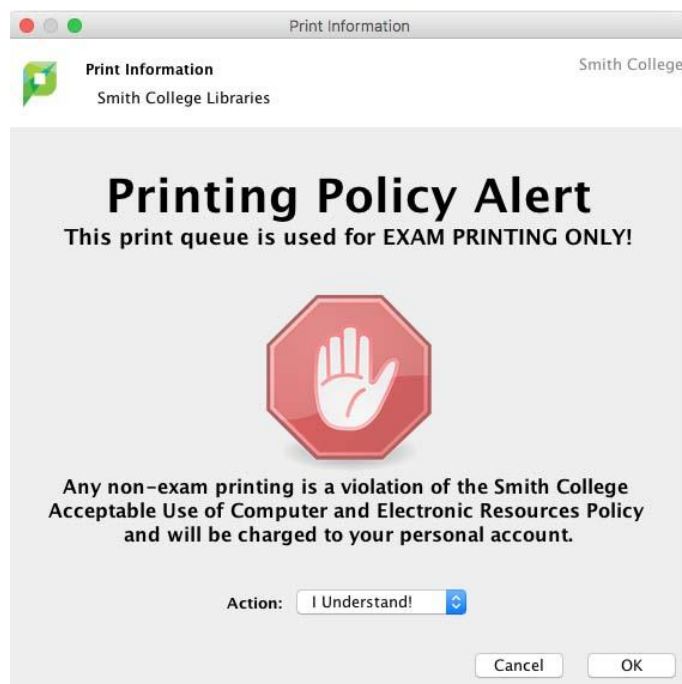 Print Information
Print Information
Smith College
Smith College Libraries
Printing Policy Alert
This print queue is used for EXAM PRINTING ONLY!
Any non-exam printing is a violation of the Smith College
Acceptable Use of Computer and Electronic Resources Policy
and will be charged to your personal account.
Action: I Understand!
Cancel OK